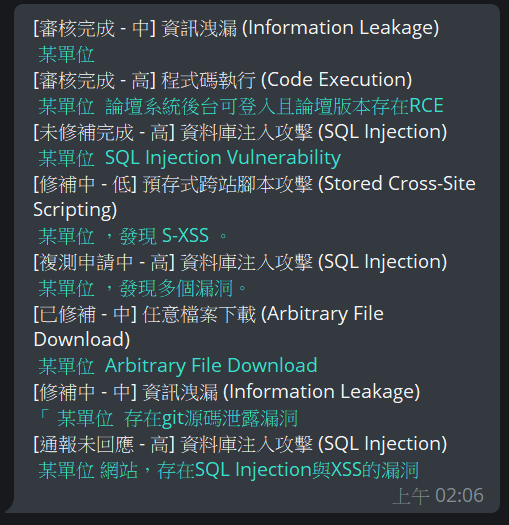 [審核完成 - 中] 資訊洩漏 (Information Leakage)
某單位
[審核完成 - 高] 程式碼執行 (Code Execution)
某單位 論壇系統後台可登入且論壇版本存在RCE
[未修補完成 - 高] 資料庫注入攻擊 (SQL Injection)
某單位 SQL Injection Vulnerability
[修補中 - 低] 預存式跨站腳本攻擊 (Stored Cross-Site
Scripting)
某單位 ，發現 S-XSS 。
[複測申請中 - 高] 資料庫注入攻擊 (SQL Injection)
某單位 ，發現多個漏洞。
[已修補 - 中] 任意檔案下載 (Arbitrary File
Download)
某單位 Arbitrary File Download
[修補中 - 中] 資訊洩漏 (Information Leakage)
「 某單位 存在git源碼泄露漏洞
[通報未回應 - 高] 資料庫注入攻擊 (SQL Injection)
某單位 網站，存在SQL Injection與XSS的漏洞
上午 02:06